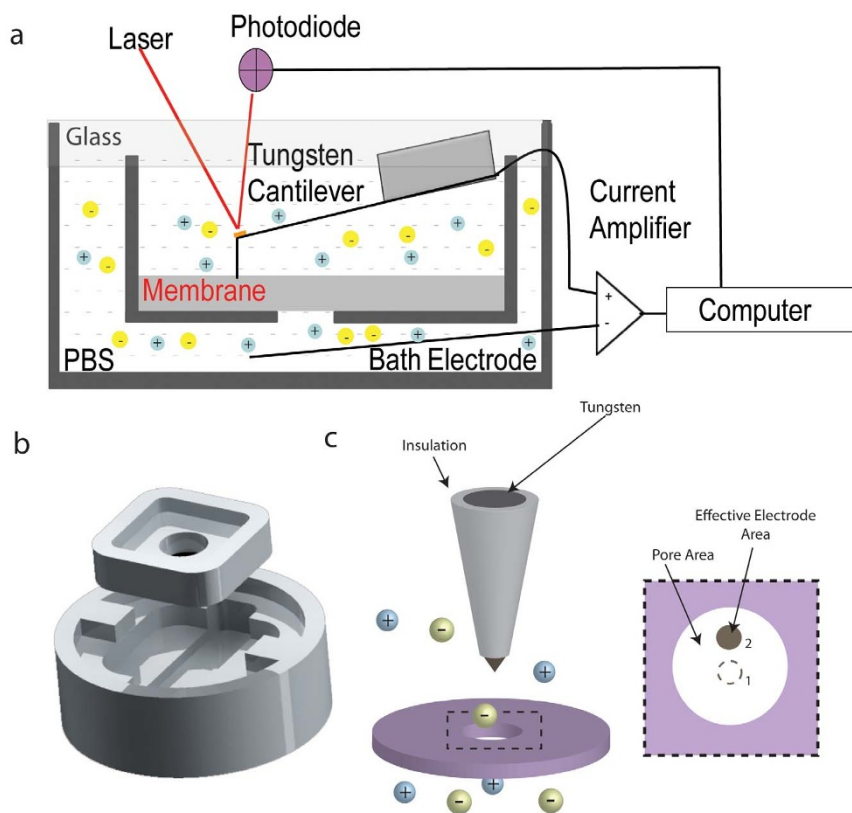 a
Laser
Photodiode
Glass
Tungsten
Cantilever
Current
Amplifier
Membrane
Computer
PBS
Bath Electrode
+
-
b
c
Insulation
Tungsten
Effective Electrode
Area
Pore Area
2
1